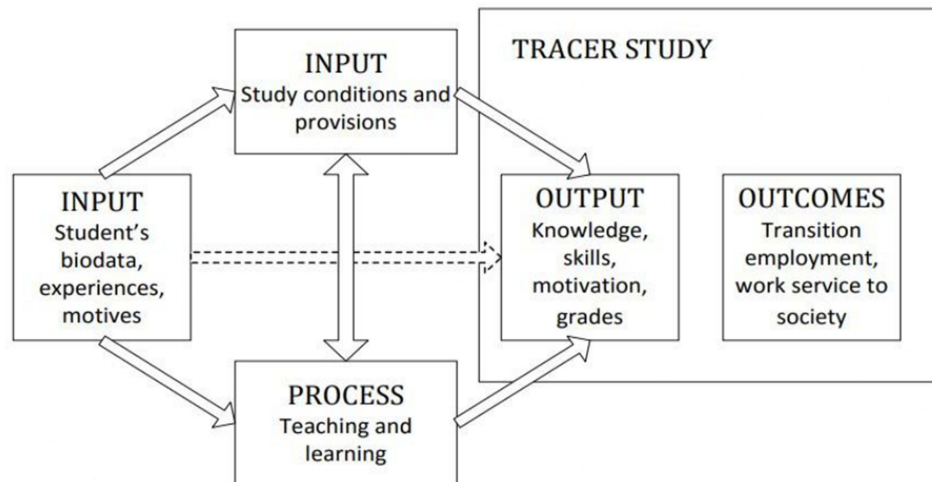 INPUT
Study conditions and
provisions
TRACER STUDY
INPUT
Student's
biodata,
experiences,
motives
OUTPUT
Knowledge,
skills,
motivation,
grades
OUTCOMES
Transition
employment,
work service to
society
PROCESS
Teaching and
learning